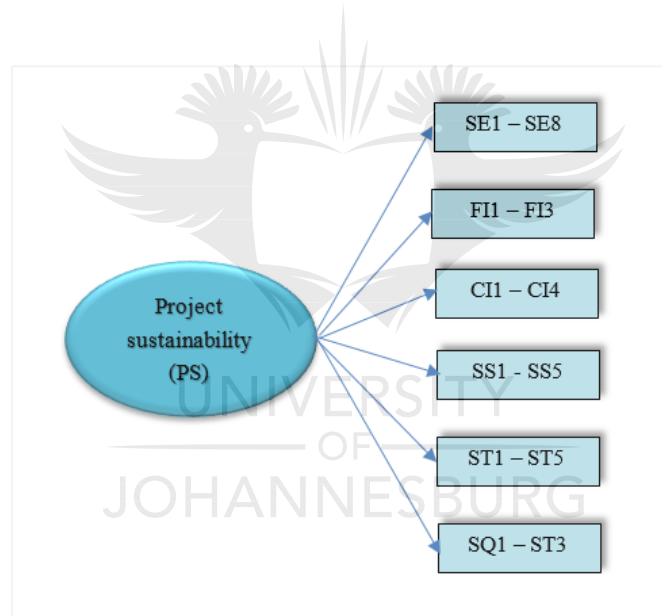 SE1 – SE8
FI1 – FI3
CI1 – CI4
Project
sustainability
(PS)
SS1 - SS5
UNIVERSITY
OF
ST1 – ST5
JOHANNESBURG
SQ1 – ST3